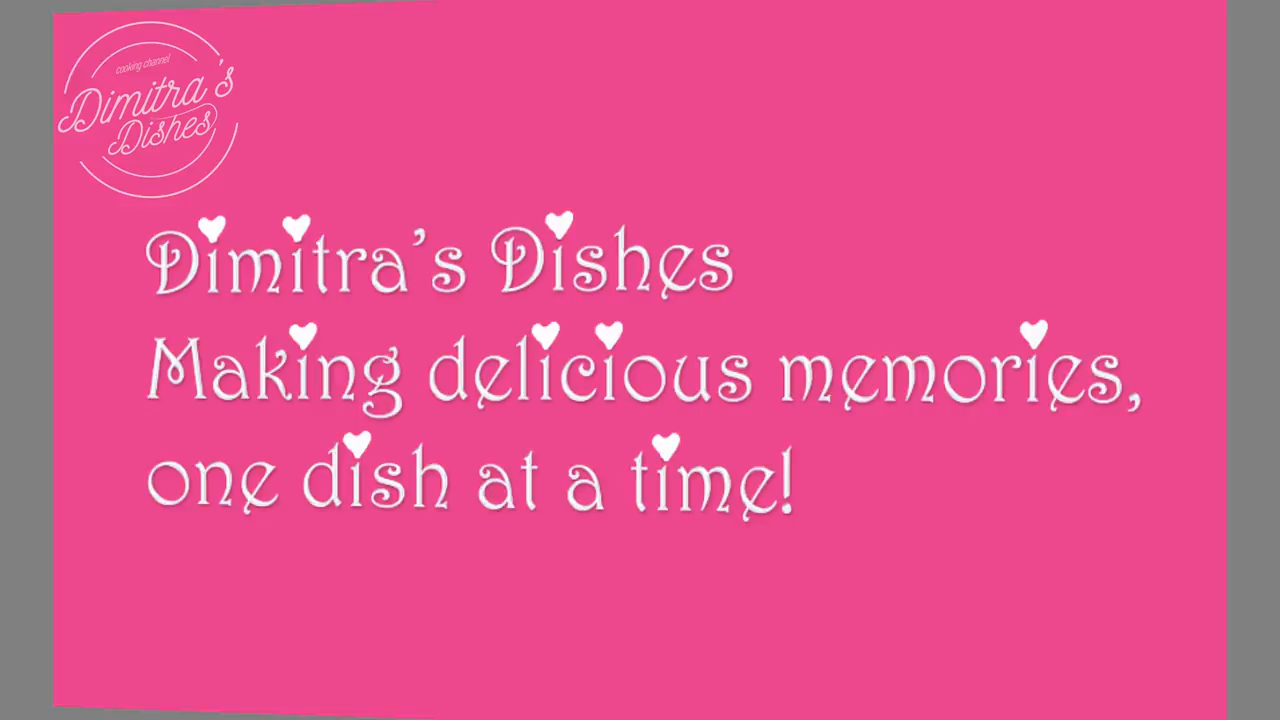 cooking channel
Dimitra's
Dishes
Dimitra's Dishes
Making delicious memories,
one dish at a time!